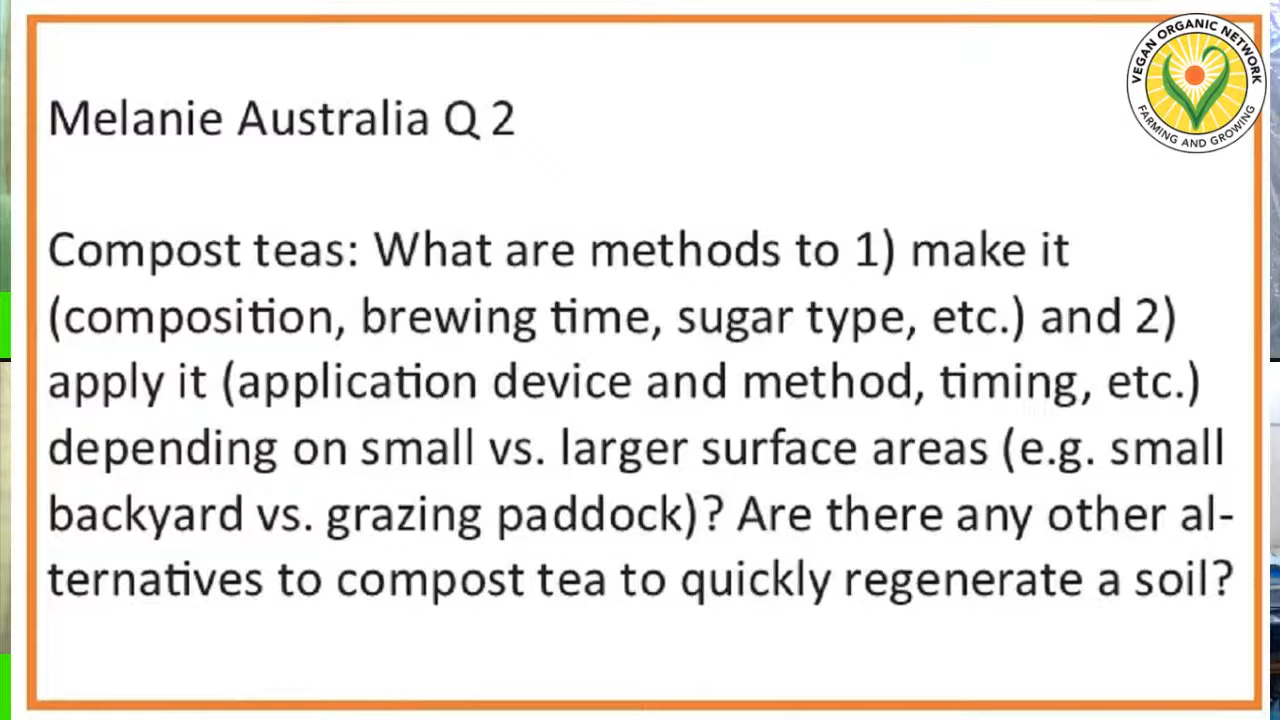 VEGAN ORGANIC NETWORK
FARMING AND GROWING
Melanie Australia Q 2
Compost teas: What are methods to 1) make it
(composition, brewing time, sugar type, etc.) and 2)
apply it (application device and method, timing, etc.)
depending on small vs. larger surface areas (e.g. small
backyard vs. grazing paddock)? Are there any other al-
ternatives to compost tea to quickly regenerate a soil?